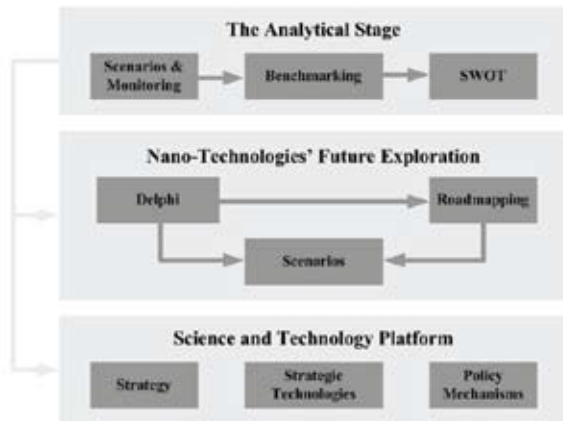 The Analytical Stage
Scenarios &
Monitoring
Benchmarking
SWOT
Nano-Technologies' Future Exploration
Delphi
Roadmapping
Scenarios
Science and Technology Platform
Strategy
Strategic
Technologies
Policy
Mechanisms